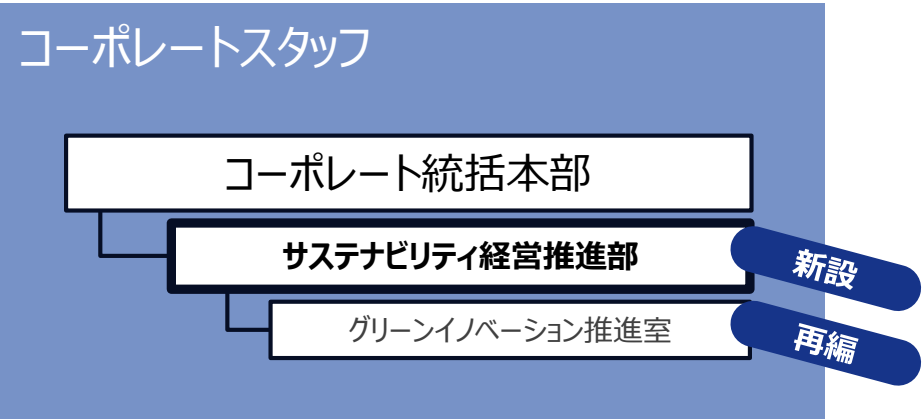 コーポレートスタッフ
コーポレート統括本部
サステナビリティ経営推進部
新設
グリーンイノベーション推進室
再編